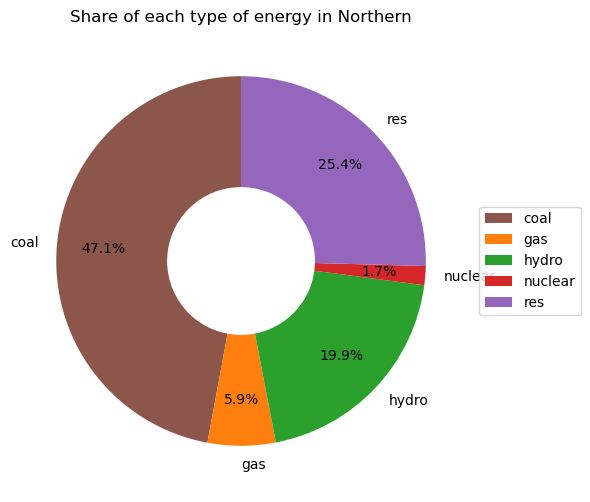 Share of each type of energy in Northern
res
25.4%
coal
47.1%
nuclear
1.7%
19.9%
hydro
5.9%
gas
coal
gas
hydro
nuclear
res